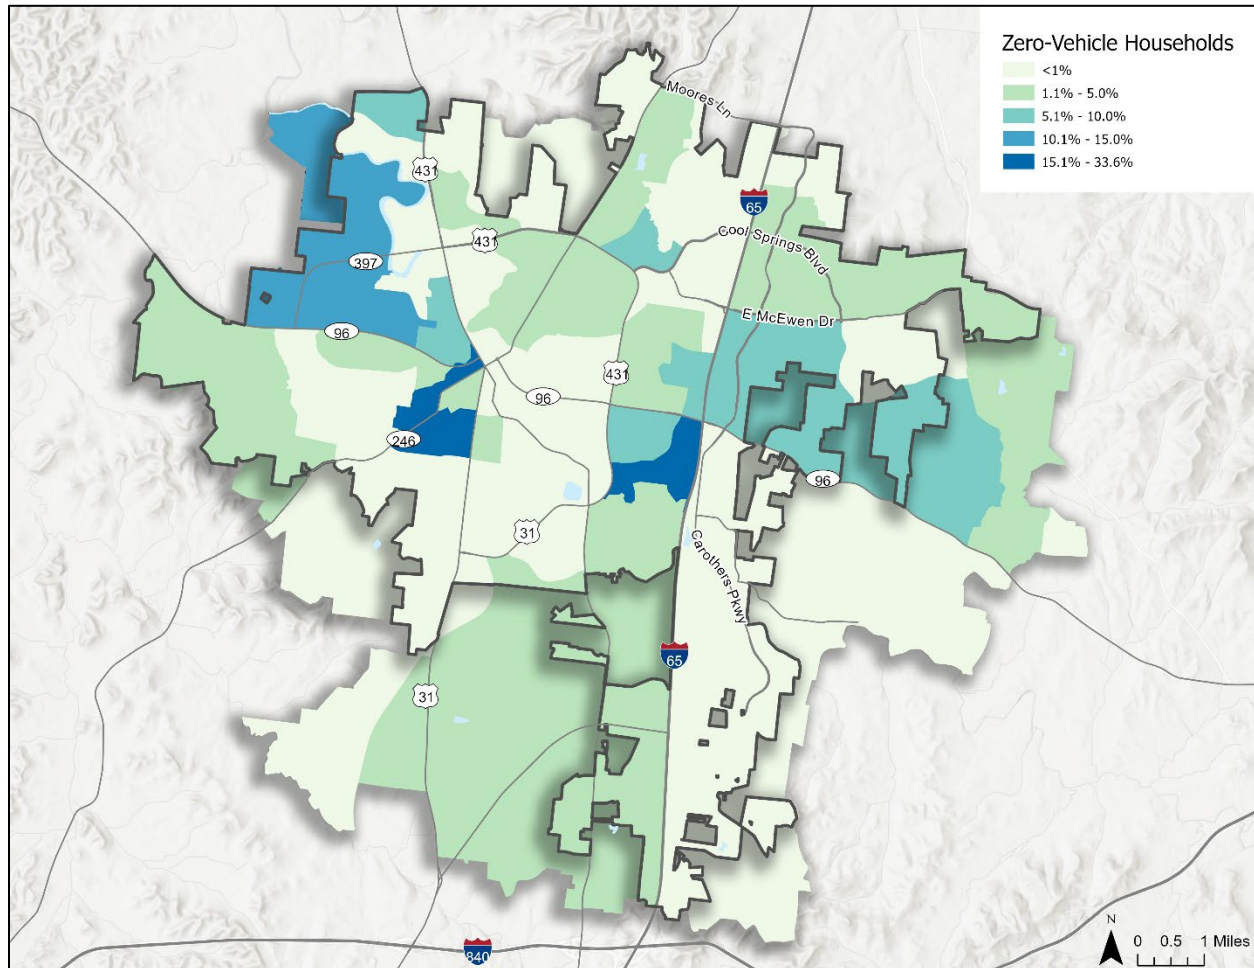 Zero-Vehicle Households
<1%
1.1% - 5.0%
5.1% - 10.0%
10.1% - 15.0%
15.1% - 33.6%
Moores Ln
431
65
Cool Springs Blvd
431
397
E McEwen Dr
96
431
96
246
96
31
Carothers Pkwy
65
31
840
N
0 0.5 1 Miles